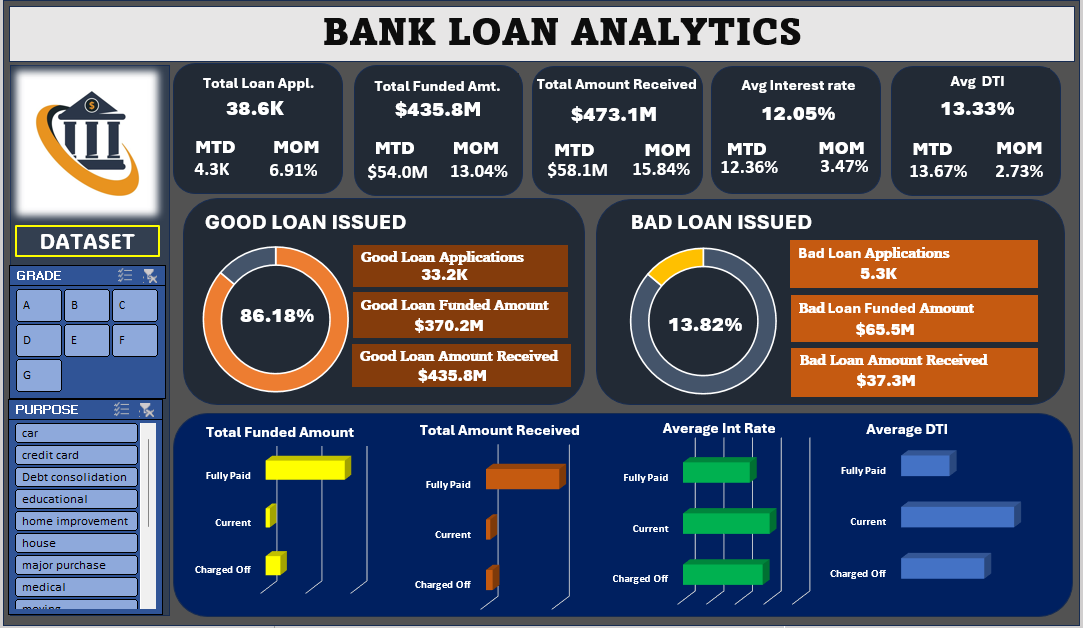 BANK LOAN ANALYTICS
$
Total Loan Appl.
38.6K
MTD MOM
4.3K 6.91%
Total Funded Amt.
$435.8M
MTD MOM
$54.0M 13.04%
Total Amount Received
$473.1M
MTD MOM
$58.1M 15.84%
Avg Interest rate
12.05%
MTD MOM
12.36% 3.47%
Avg DTI
13.33%
MTD MOM
13.67% 2.73%
DATASET
GRADE
A B C
D E F
G
PURPOSE
car
credit card
Debt consolidation
educational
home improvement
house
major purchase
medical
moving
GOOD LOAN ISSUED
86.18%
Good Loan Applications
33.2K
Good Loan Funded Amount
$370.2M
Good Loan Amount Received
$435.8M
BAD LOAN ISSUED
13.82%
Bad Loan Applications
5.3K
Bad Loan Funded Amount
$65.5M
Bad Loan Amount Received
$37.3M
Total Funded Amount
Fully Paid
Current
Charged Off
Total Amount Received
Fully Paid
Current
Charged Off
Average Int Rate
Fully Paid
Current
Charged Off
Average DTI
Fully Paid
Current
Charged Off